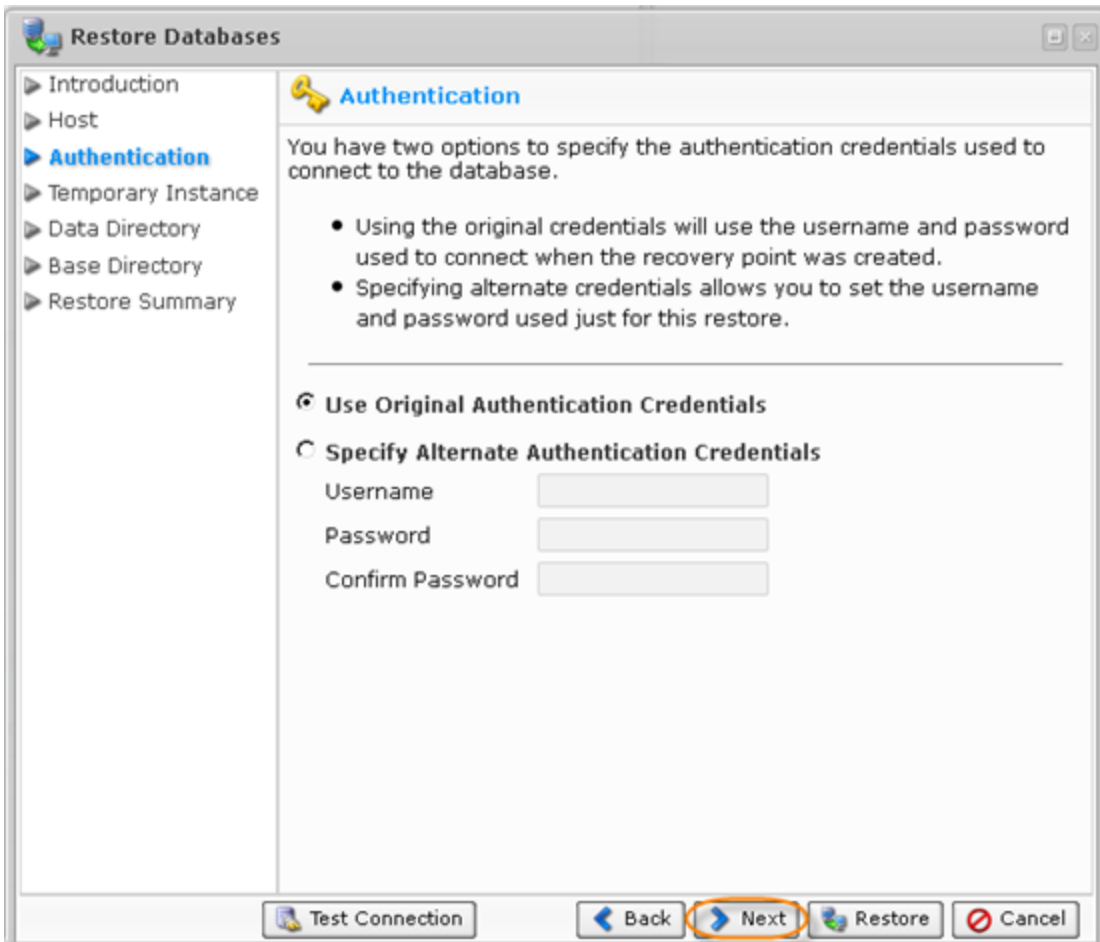 Restore Databases
Introduction
Host
Authentication
Temporary Instance
Data Directory
Base Directory
Restore Summary
Authentication
You have two options to specify the authentication credentials used to
connect to the database.
Using the original credentials will use the username and password
used to connect when the recovery point was created.
Specifying alternate credentials allows you to set the username
and password used just for this restore.
Use Original Authentication Credentials
Specify Alternate Authentication Credentials
Username
Password
Confirm Password
Test Connection
Back
Next
Restore
Cancel